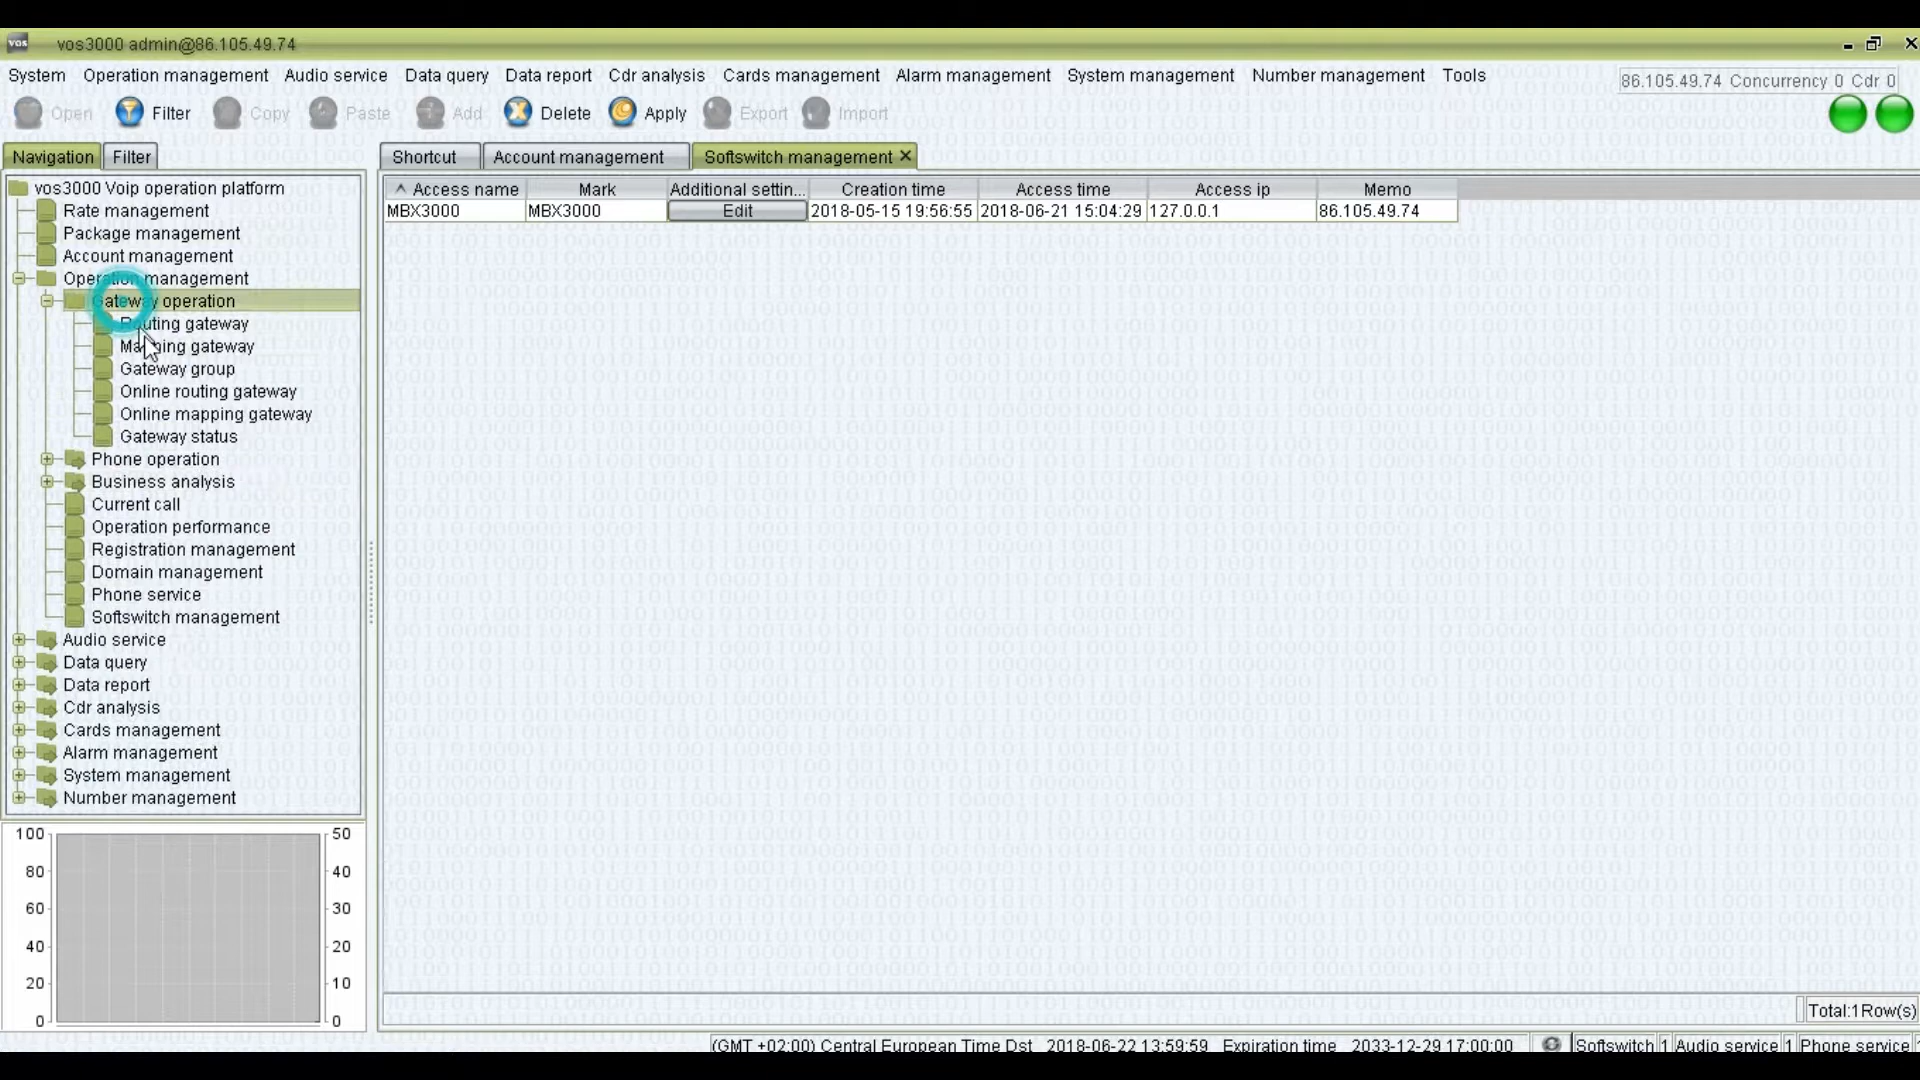 vos vos3000 admin@86.105.49.74
System Operation management Audio service Data query Data report Cdr analysis Cards management Alarm management System management Number management Tools 86.105.49.74 Concurrency 0 Cdr 0
Open Filter Copy Paste Add Delete Apply Export Import
Navigation Filter Shortcut Account management Softswitch management
Access name Mark Additional settin... Creation time Access time Access ip Memo
MBX3000 MBX3000 Edit 2018-05-15 19:56:55 2018-06-21 15:04:29 127.0.0.1 86.105.49.74
vos3000 Voip operation platform
Rate management
Package management
Account management
Operation management
Gateway operation
Routing gateway
Mapping gateway
Gateway group
Online routing gateway
Online mapping gateway
Gateway status
Phone operation
Business analysis
Current call
Operation performance
Registration management
Domain management
Phone service
Softswitch management
Audio service
Data query
Data report
Cdr analysis
Cards management
Alarm management
System management
Number management
100 50
80 40
60 30
40 20
20 10
0 0
Total:1Row(s)
(GMT +02:00) Central European Time Dst 2018-06-22 13:59:59 Expiration time 2033-12-29 17:00:00 Softswitch 1 Audio service 1 Phone service